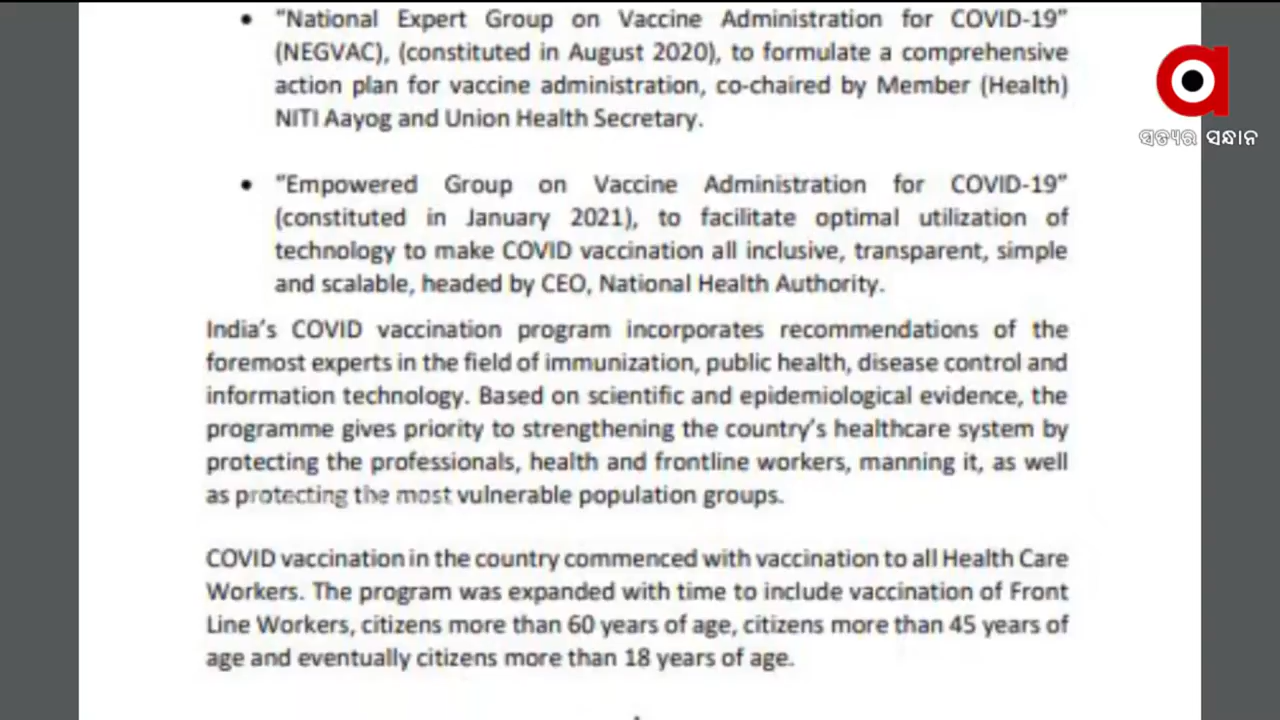 • “National Expert Group on Vaccine Administration for COVID-19”
(NEGVAC), (constituted in August 2020), to formulate a comprehensive
action plan for vaccine administration, co-chaired by Member (Health)
NITI Aayog and Union Health Secretary.
ସତ୍ୟର ସନ୍ଧାନ
• “Empowered Group on Vaccine Administration for COVID-19”
(constituted in January 2021), to facilitate optimal utilization of
technology to make COVID vaccination all inclusive, transparent, simple
and scalable, headed by CEO, National Health Authority.
India’s COVID vaccination program incorporates recommendations of the
foremost experts in the field of immunization, public health, disease control and
information technology. Based on scientific and epidemiological evidence, the
programme gives priority to strengthening the country’s healthcare system by
protecting the professionals, health and frontline workers, manning it, as well
as protecting the most vulnerable population groups.
COVID vaccination in the country commenced with vaccination to all Health Care
Workers. The program was expanded with time to include vaccination of Front
Line Workers, citizens more than 60 years of age, citizens more than 45 years of
age and eventually citizens more than 18 years of age.